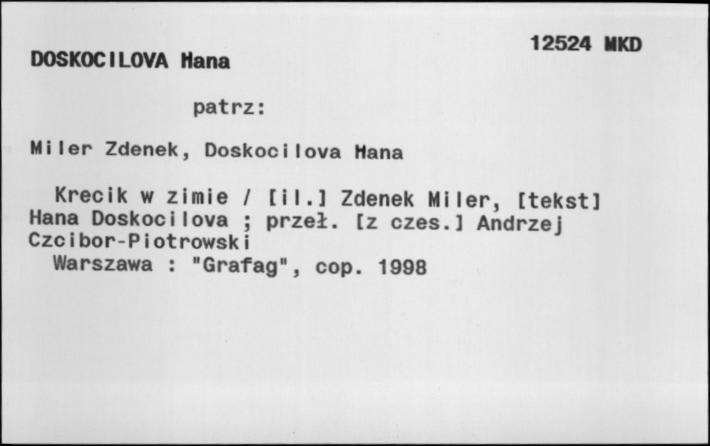 12524 MKD
DOSKOCILOVA Hana
patrz:
Miler Zdenek, Doskocilova Hana
Krecik w zimie / [il.] Zdenek Miler, [tekst]
Hana Doskocilova ; przeł. [z czes.] Andrzej
Czcibor-Piotrowski
Warszawa : "Grafag", cop. 1998